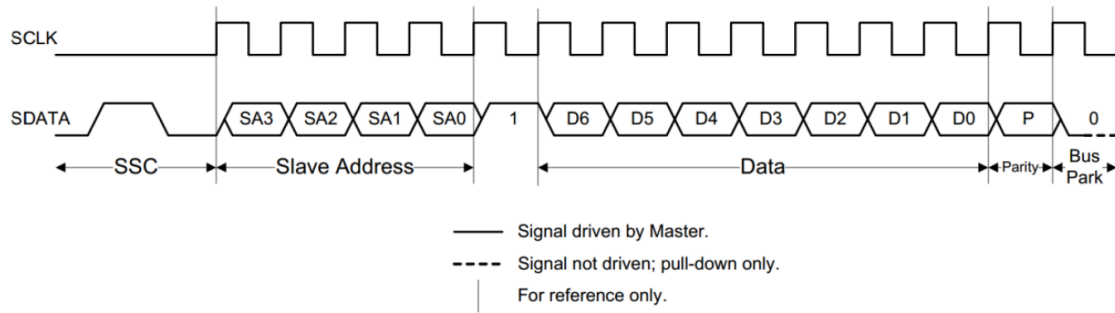 SCLK
SDATA SA3 SA2 SA1 SA0 1 D6 D5 D4 D3 D2 D1 D0 P 0
SSC Slave Address Data Parity Bus Park
Signal driven by Master.
Signal not driven; pull-down only.
For reference only.